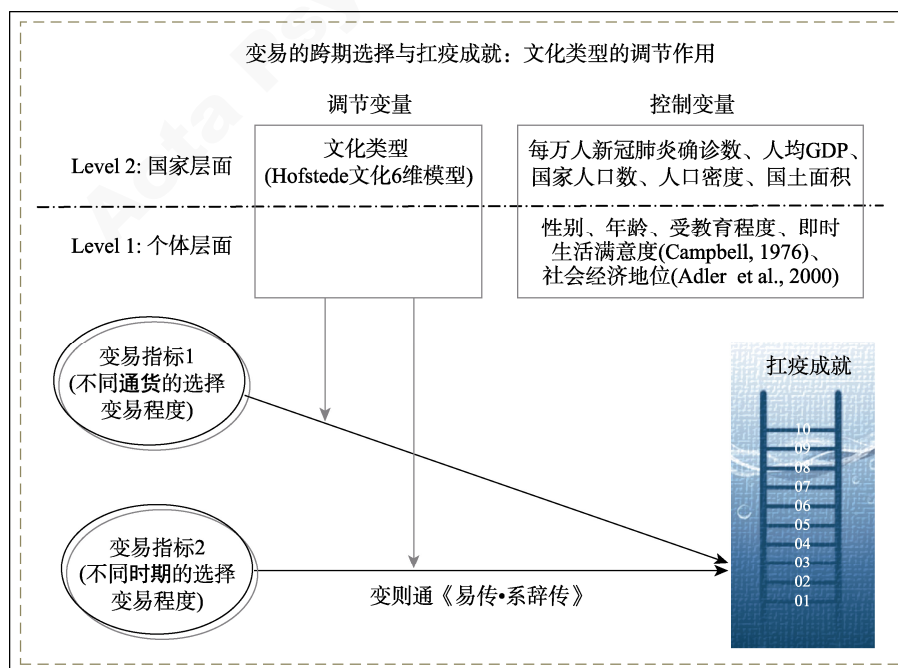 变易的跨期选择与扛疫成就：文化类型的调节作用
调节变量
控制变量
Level 2: 国家层面
文化类型
(Hofstede文化6维模型)
每万人新冠肺炎确诊数、人均GDP、
国家人口数、人口密度、国土面积
Level 1: 个体层面
性别、年龄、受教育程度、即时
生活满意度(Campbell, 1976)、
社会经济地位(Adler et al., 2000)
变易指标1
(不同通货的选择
变易程度)
扛疫成就
10
09
08
07
06
05
04
03
02
01
变易指标2
(不同时期的选择
变易程度)
变则通《易传•系辞传》
Acta Psy